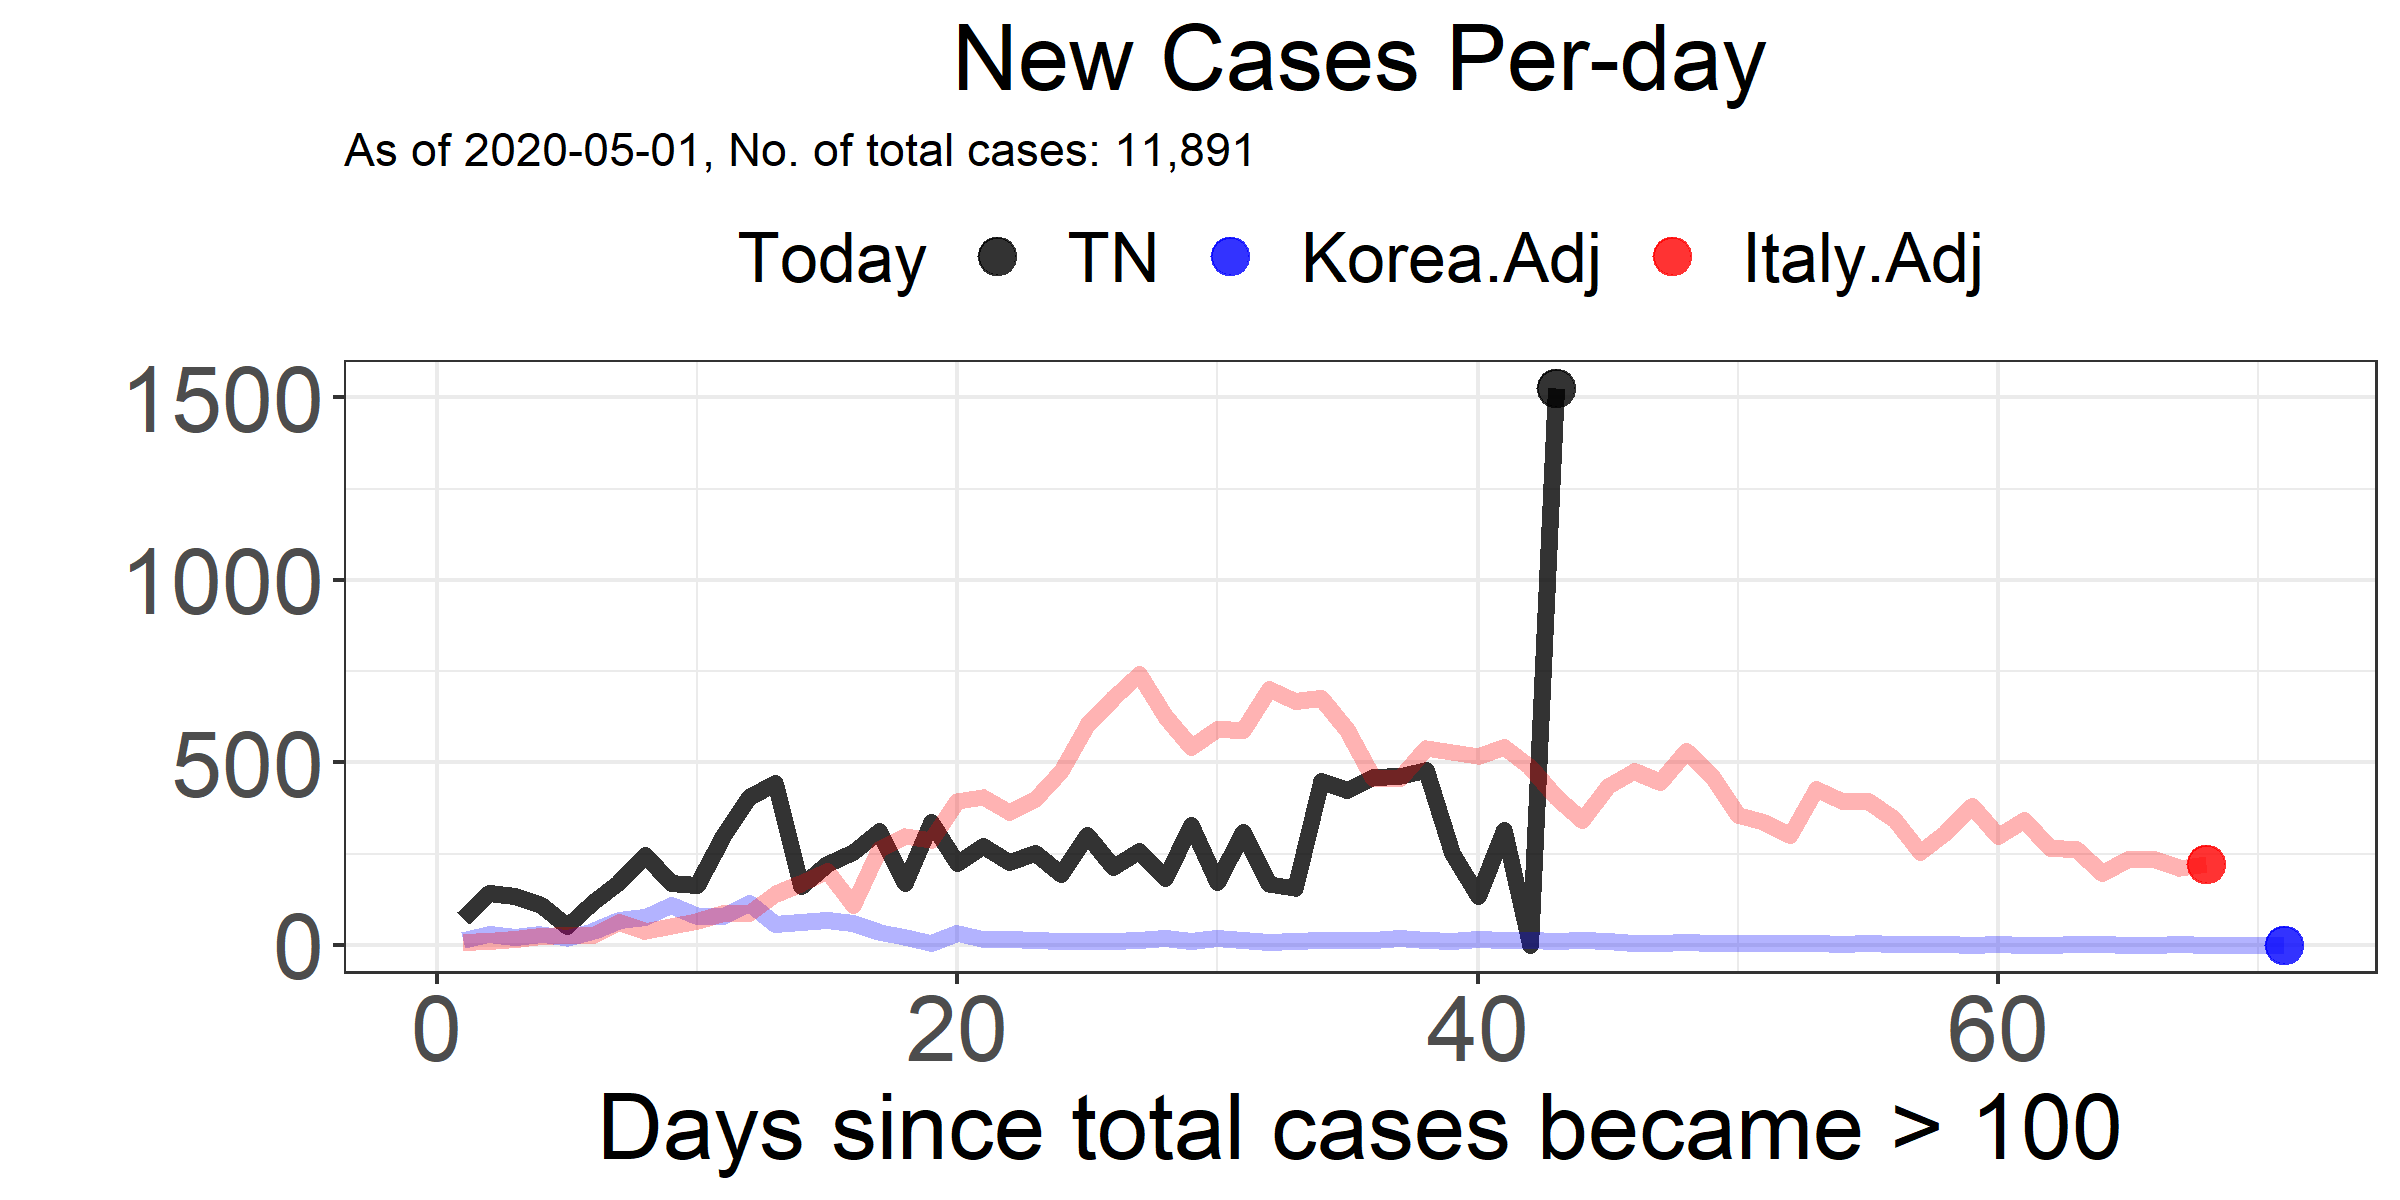 New Cases Per-day
As of 2020-05-01, No. of total cases: 11,891
Today TN Korea.Adj Italy.Adj
1500
1000
500
0
0 20 40 60
Days since total cases became > 100